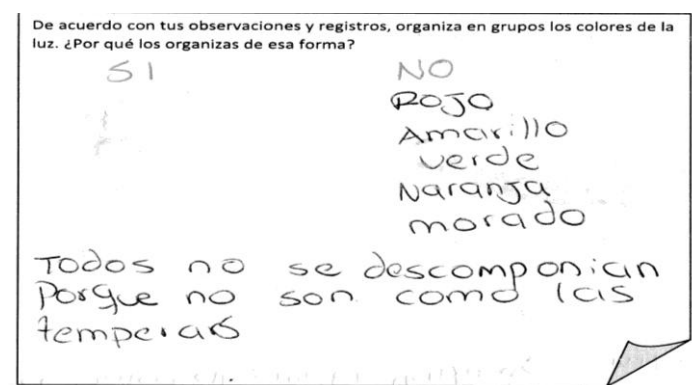 De acuerdo con tus observaciones y registros, organiza en grupos los colores de la
luz. ¿Por qué los organizas de esa forma?
SI NO
ROJO
Amarillo
verde
Naranja
morado
Todos no se descomponian
Porque no son como las
temperas